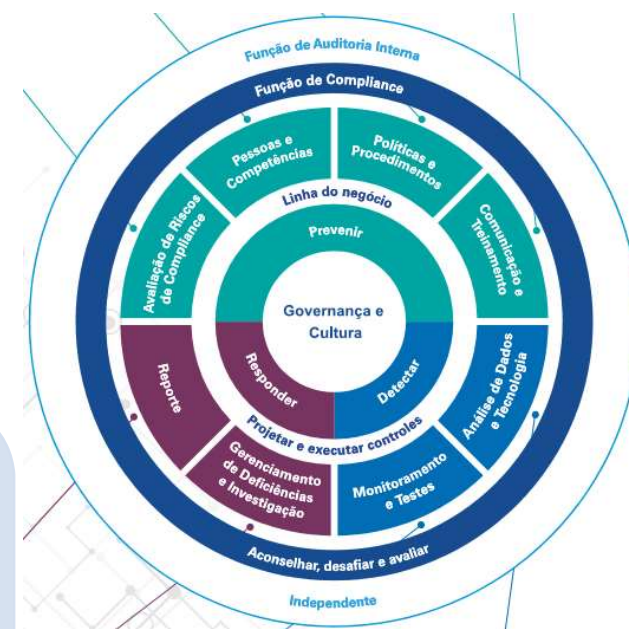 Função de Auditoria Interna
Função de Compliance
Pessoas e
Competências
Políticas e
Procedimentos
Linha do negócio
Avaliação de Riscos
de Compliance
Prevenir
Comunicação e
Treinamento
Governança e
Cultura
Responder
Detectar
Reporte
Análise de Dados
e Tecnologia
Projetar e executar controles
Gerenciamento
de Deficiências
e Investigação
Monitoramento
e Testes
Aconselhar, desafiar e avaliar
Independente